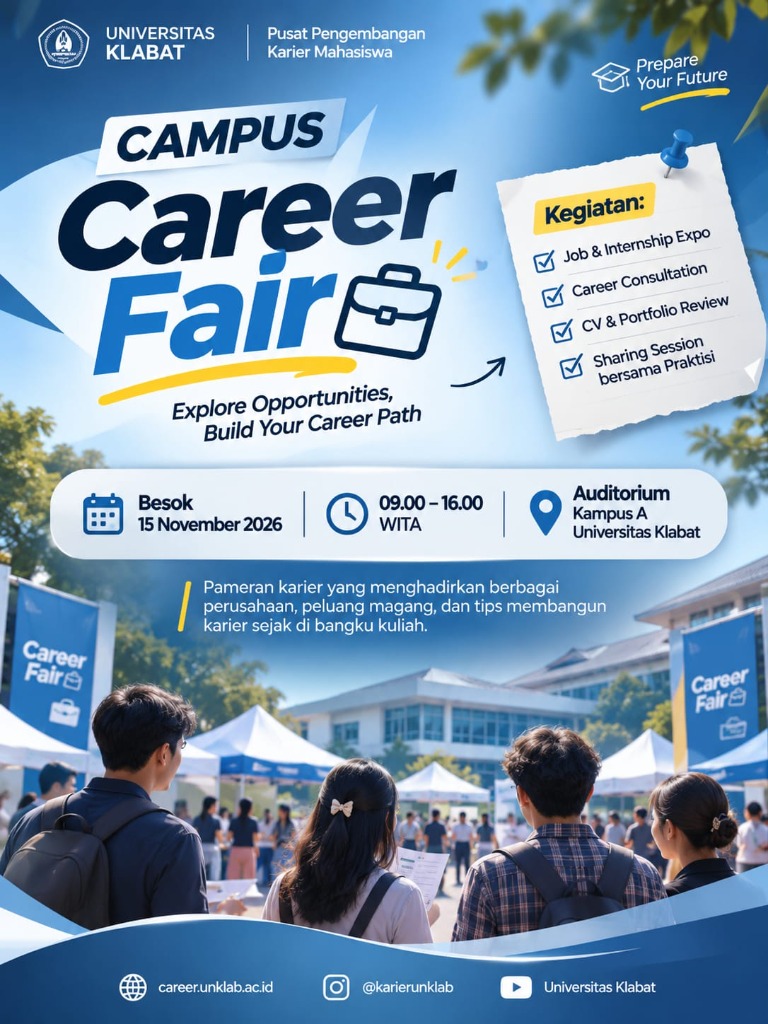 UNIVERSITAS
KLABAT
Pusat Pengembangan
Karier Mahasiswa
Prepare
Your Future
CAMPUS
Career
Fair
Explore Opportunities,
Build Your Career Path
Kegiatan:
Job & Internship Expo
Career Consultation
CV & Portfolio Review
Sharing Session
bersama Praktisi
Besok
15 November 2026
09.00 – 16.00
WITA
Auditorium
Kampus A
Universitas Klabat
Pameran karier yang menghadirkan berbagai
perusahaan, peluang magang, dan tips membangun
karier sejak di bangku kuliah.
Career
Fair
Career
Fair
career.unklab.ac.id
@karierunklab
Universitas Klabat